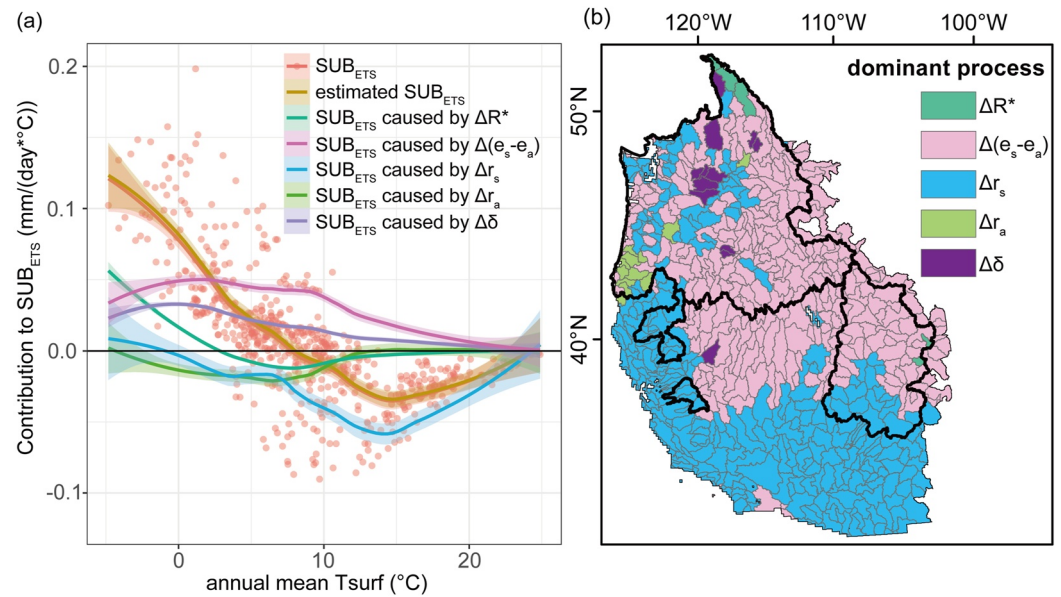 (a)
0.2
0.1
0.0
-0.1
0
10
20
annual mean Tsurf (°C)
Contribution to SUB_ETS (mm/(day*°C))
SUB_ETS
estimated SUB_ETS
SUB_ETS caused by ΔR*
SUB_ETS caused by Δ(e_s-e_a)
SUB_ETS caused by Δr_s
SUB_ETS caused by Δr_a
SUB_ETS caused by Δδ
(b)
120°W 110°W 100°W
50°N
40°N
dominant process
ΔR*
Δ(e_s-e_a)
Δr_s
Δr_a
Δδ